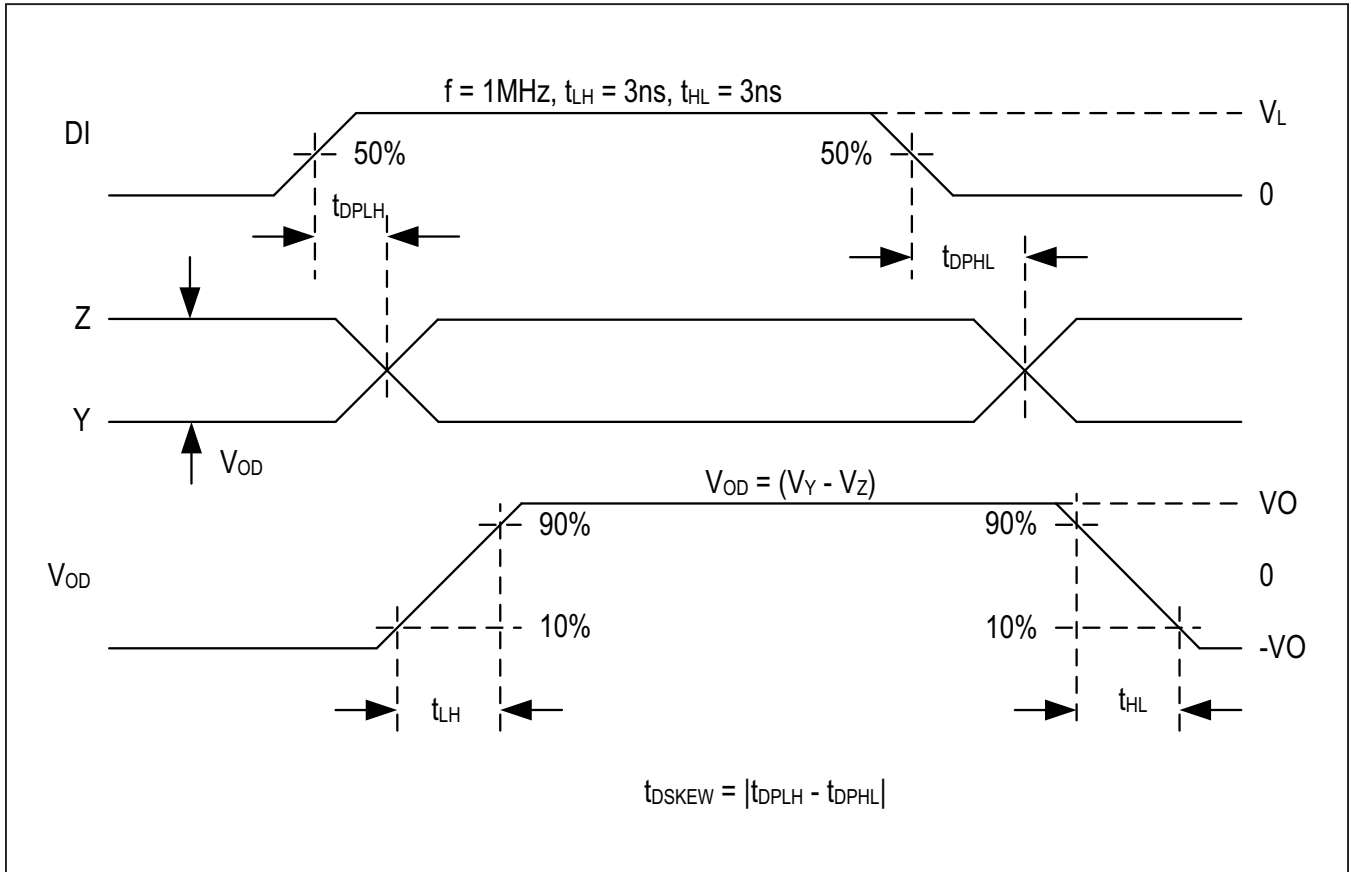 f = 1MHz, tLH = 3ns, tHL = 3ns
DI
VL
50%
50%
0
tDPLH
tDPHL
Z
Y
VOD
VOD = (VY - VZ)
VO
90%
90%
VOD
0
10%
10%
-VO
tLH
tHL
tDSKEW = |tDPLH - tDPHL|